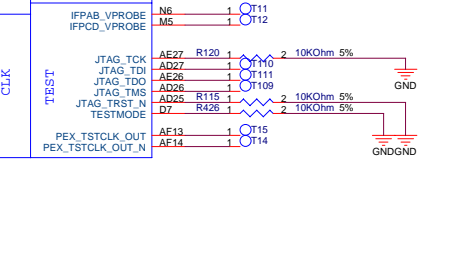 IFPAB_VPROBE N6 1 T11
IFPCD_VPROBE M5 1 T12
JTAG_TCK AE27 R120 1 2 10KOhm 5%
JTAG_TDI AD27 1 T110
JTAG_TDO AE26 1 T111
JTAG_TMS AD26 1 T109
JTAG_TRST_N AD25 R115 1 2 10KOhm 5%
TESTMODE D7 R426 1 2 10KOhm 5%
PEX_TSTCLK_OUT AF13 1 T15
PEX_TSTCLK_OUT_N AF14 1 T14
CLK
TEST
GND
GND GND